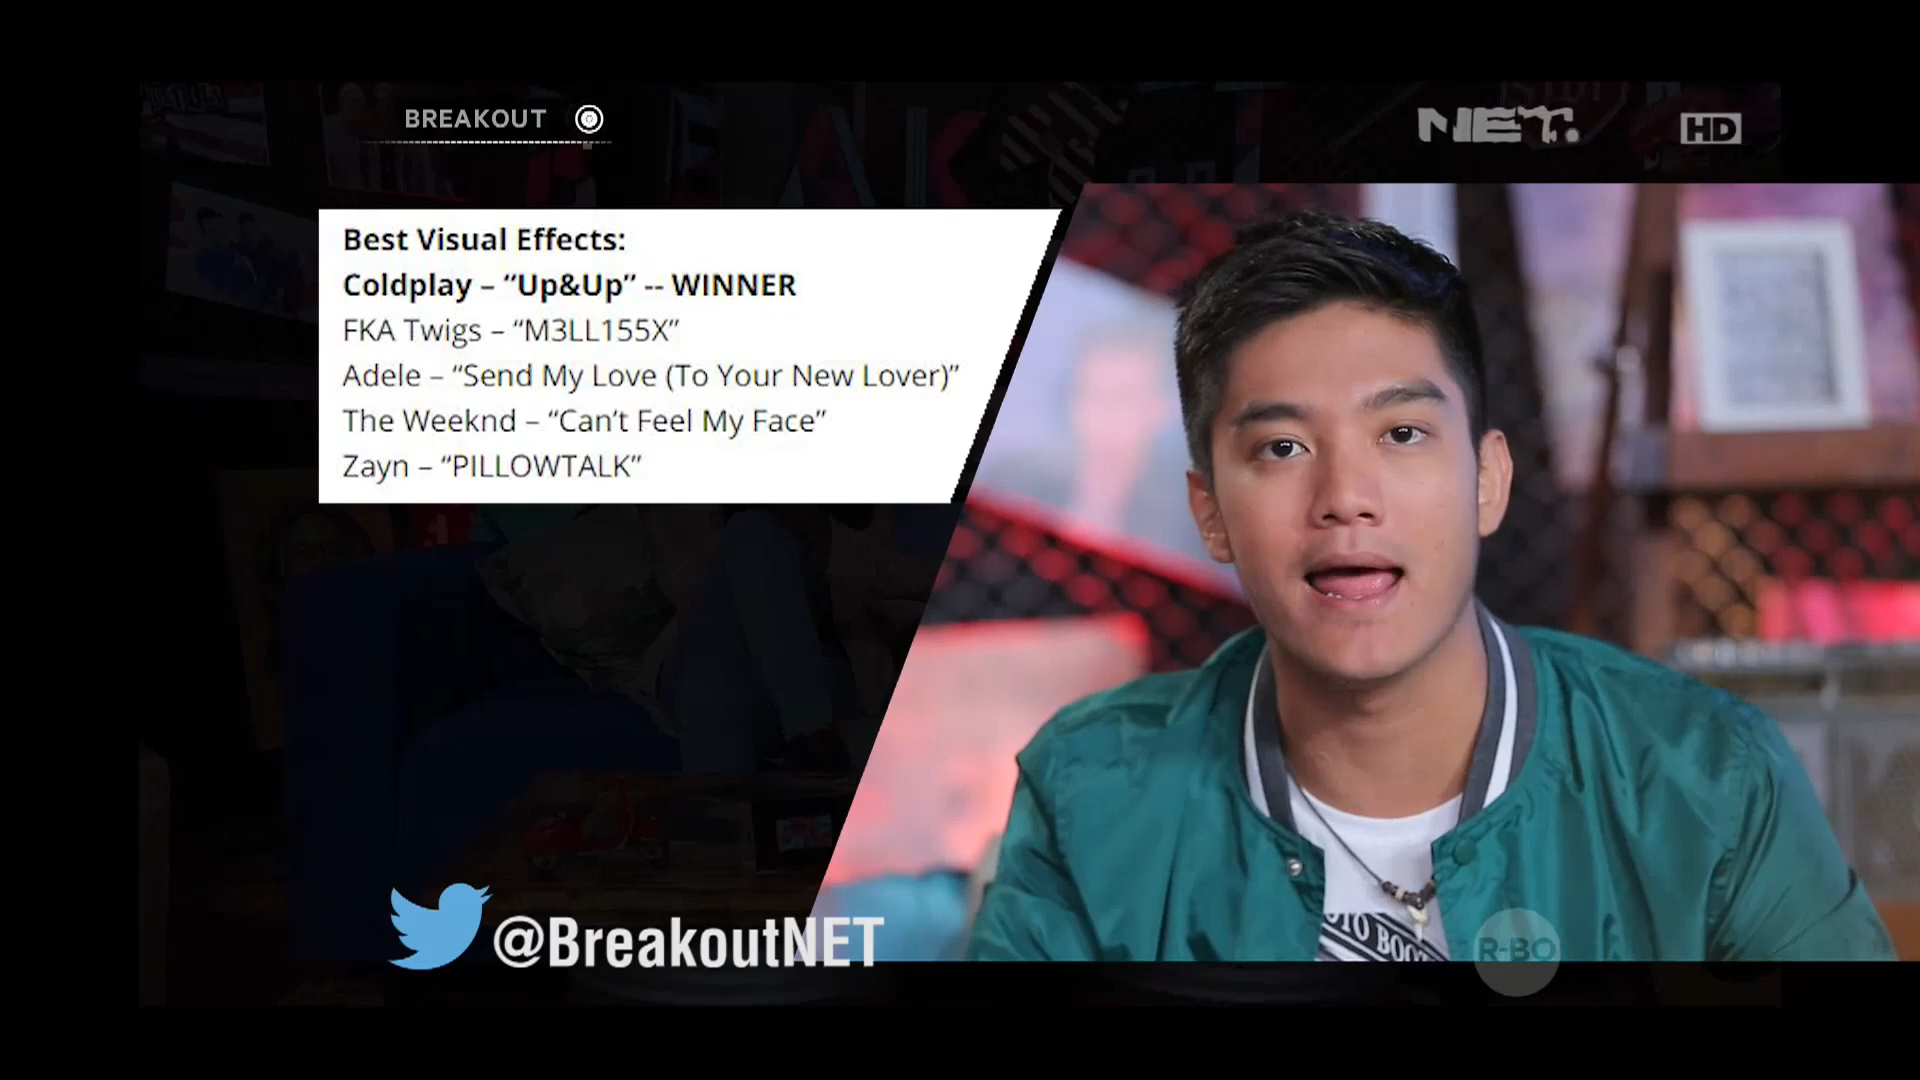 BREAKOUT
NET.
HD
Best Visual Effects:
Coldplay – “Up&Up” -- WINNER
FKA Twigs – “M3LL155X”
Adele – “Send My Love (To Your New Lover)”
The Weeknd – “Can’t Feel My Face”
Zayn – “PILLOWTALK”
@BreakoutNET
R-BO